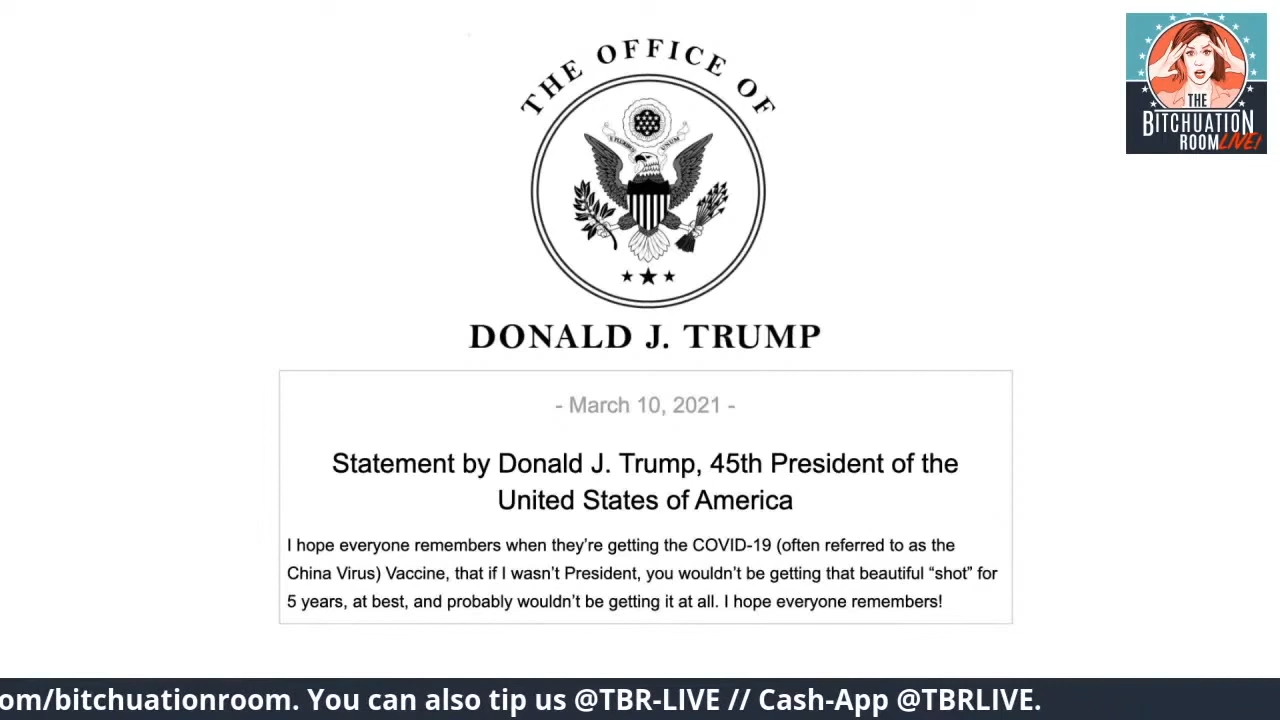 THE OFFICE OF
E PLURIBUS UNUM
DONALD J. TRUMP
- March 10, 2021 -
Statement by Donald J. Trump, 45th President of the
United States of America
I hope everyone remembers when they’re getting the COVID-19 (often referred to as the
China Virus) Vaccine, that if I wasn’t President, you wouldn’t be getting that beautiful “shot” for
5 years, at best, and probably wouldn’t be getting it at all. I hope everyone remembers!
THE
BITCHUATION
ROOM LIVE!
om/bitchuationroom. You can also tip us @TBR-LIVE // Cash-App @TBRLIVE.